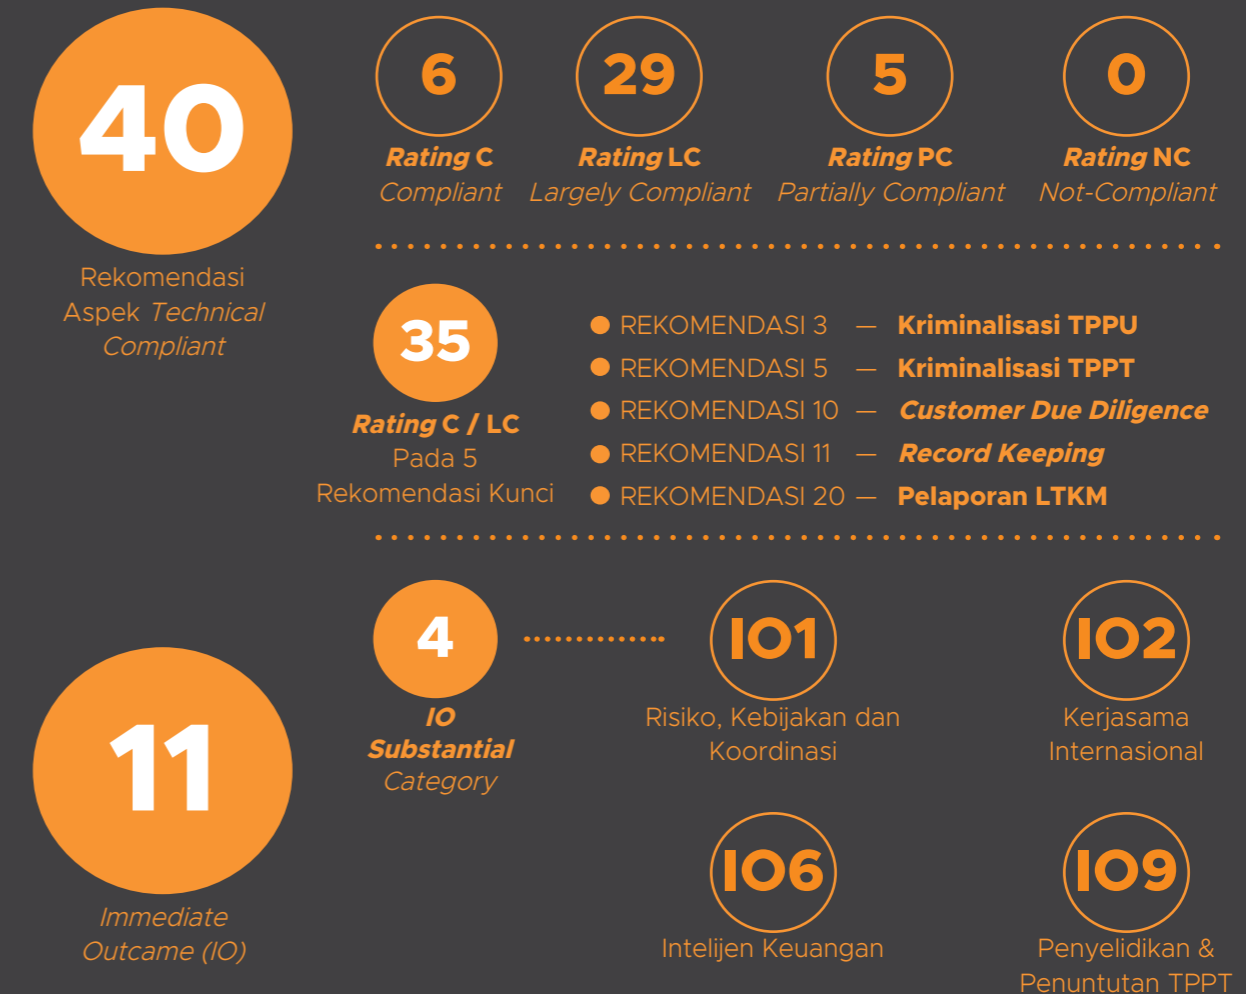 40
Rekomendasi
Aspek Technical
Compliant
6
Rating C
Compliant
29
Rating LC
Largely Compliant
5
Rating PC
Partially Compliant
0
Rating NC
Not-Compliant
35
Rating C / LC
Pada 5
Rekomendasi Kunci
REKOMENDASI 3 — Kriminalisasi TPPU
REKOMENDASI 5 — Kriminalisasi TPPT
REKOMENDASI 10 — Customer Due Diligence
REKOMENDASI 11 — Record Keeping
REKOMENDASI 20 — Pelaporan LTKM
11
Immediate
Outcame (IO)
4
IO
Substantial
Category
IO1
Risiko, Kebijakan dan
Koordinasi
IO2
Kerjasama
Internasional
IO6
Intelijen Keuangan
IO9
Penyelidikan &
Penuntutan TPPT